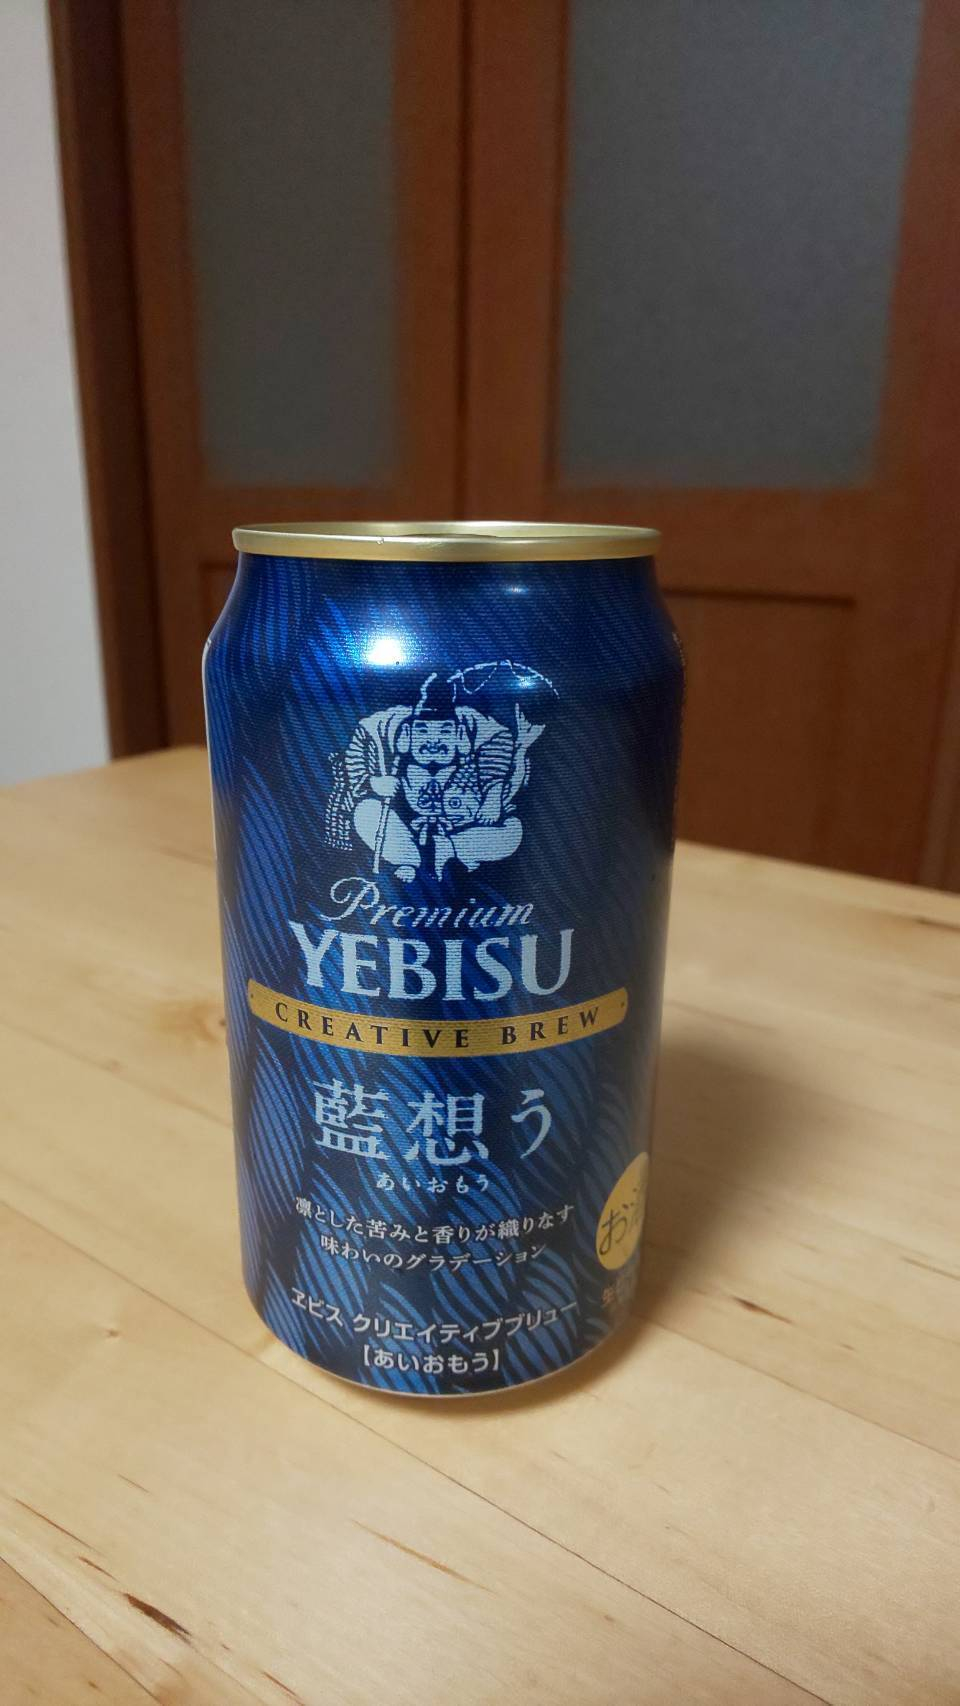 Premium
YEBISU
CREATIVE BREW
藍想う
あいおもう
凛とした苦みと香りが織りなす
味わいのグラデーション
ヱビス クリエイティブブリュー
【あいおもう】